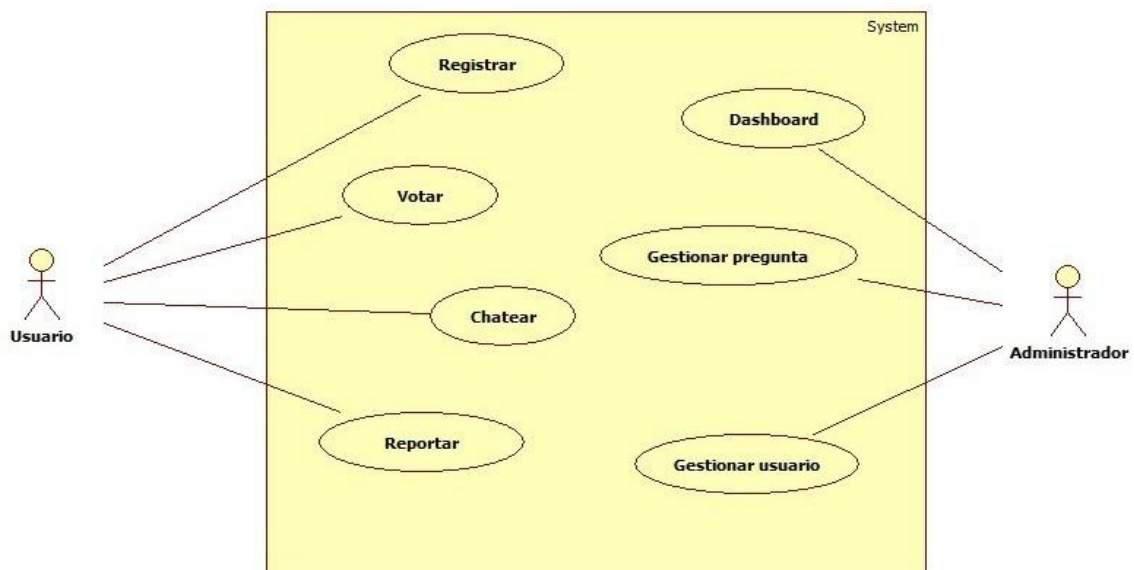 System
Registrar
Dashboard
Votar
Gestionar pregunta
Chatear
Usuario
Administrador
Reportar
Gestionar usuario